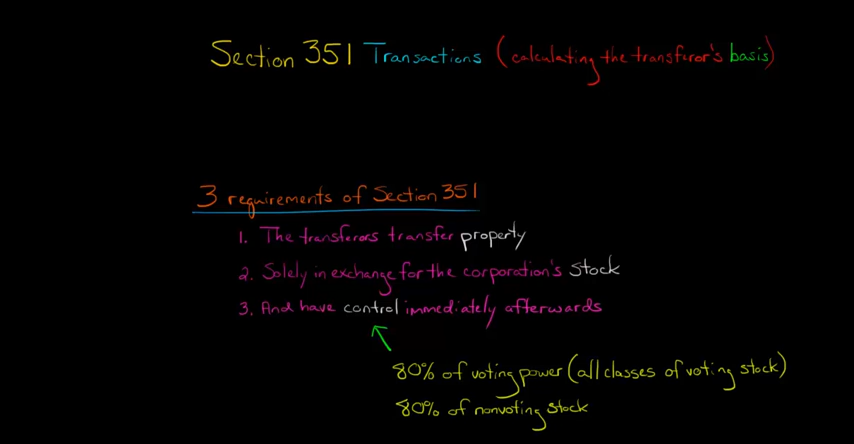 Section 351 Transactions (calculating the transferor's basis)
3 requirements of Section 351
1. The transferors transfer property
2. Solely in exchange for the corporation's stock
3. And have control immediately afterwards
80% of voting power (all classes of voting stock)
80% of nonvoting stock